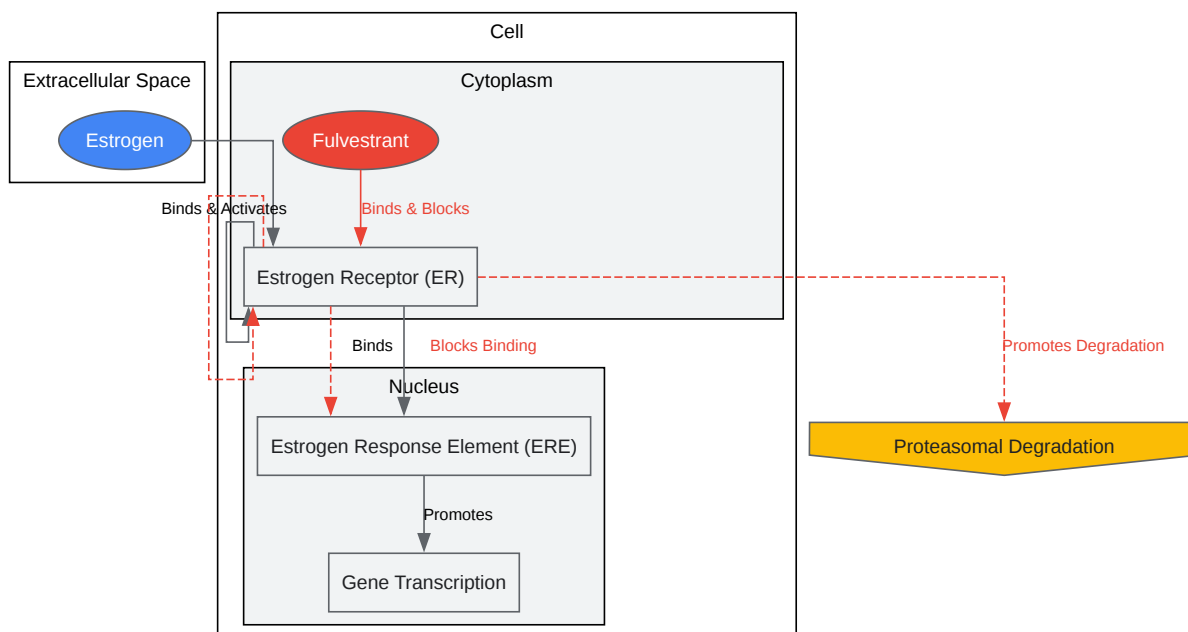 Cell
Extracellular Space
Cytoplasm
Estrogen
Fulvestrant
Binds & Activates
Binds & Blocks
Estrogen Receptor (ER)
Binds
Blocks Binding
Promotes Degradation
Nucleus
Estrogen Response Element (ERE)
Proteasomal Degradation
Promotes
Gene Transcription